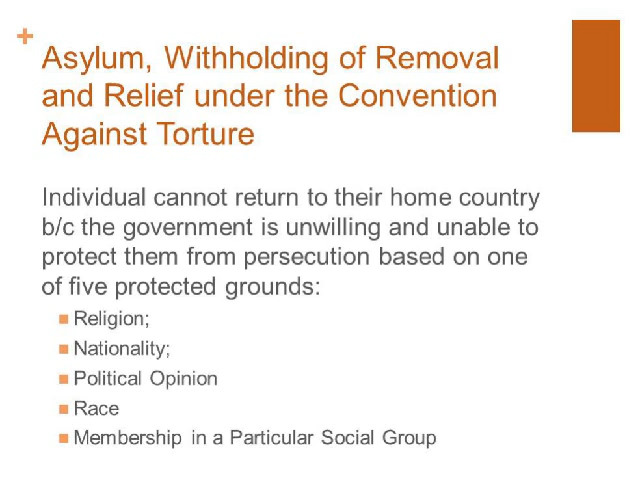 +
Asylum, Withholding of Removal
and Relief under the Convention
Against Torture
Individual cannot return to their home country
b/c the government is unwilling and unable to
protect them from persecution based on one
of five protected grounds:
Religion;
Nationality;
Political Opinion
Race
Membership in a Particular Social Group